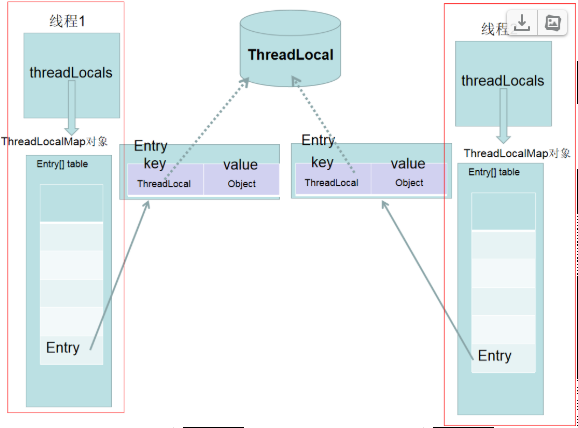 线程1
threadLocals
ThreadLocalMap对象
Entry[] table
Entry
ThreadLocal
Entry
key
value
ThreadLocal
Object
Entry
key
value
ThreadLocal
Object
线程
threadLocals
ThreadLocalMap对象
Entry[] table
Entry